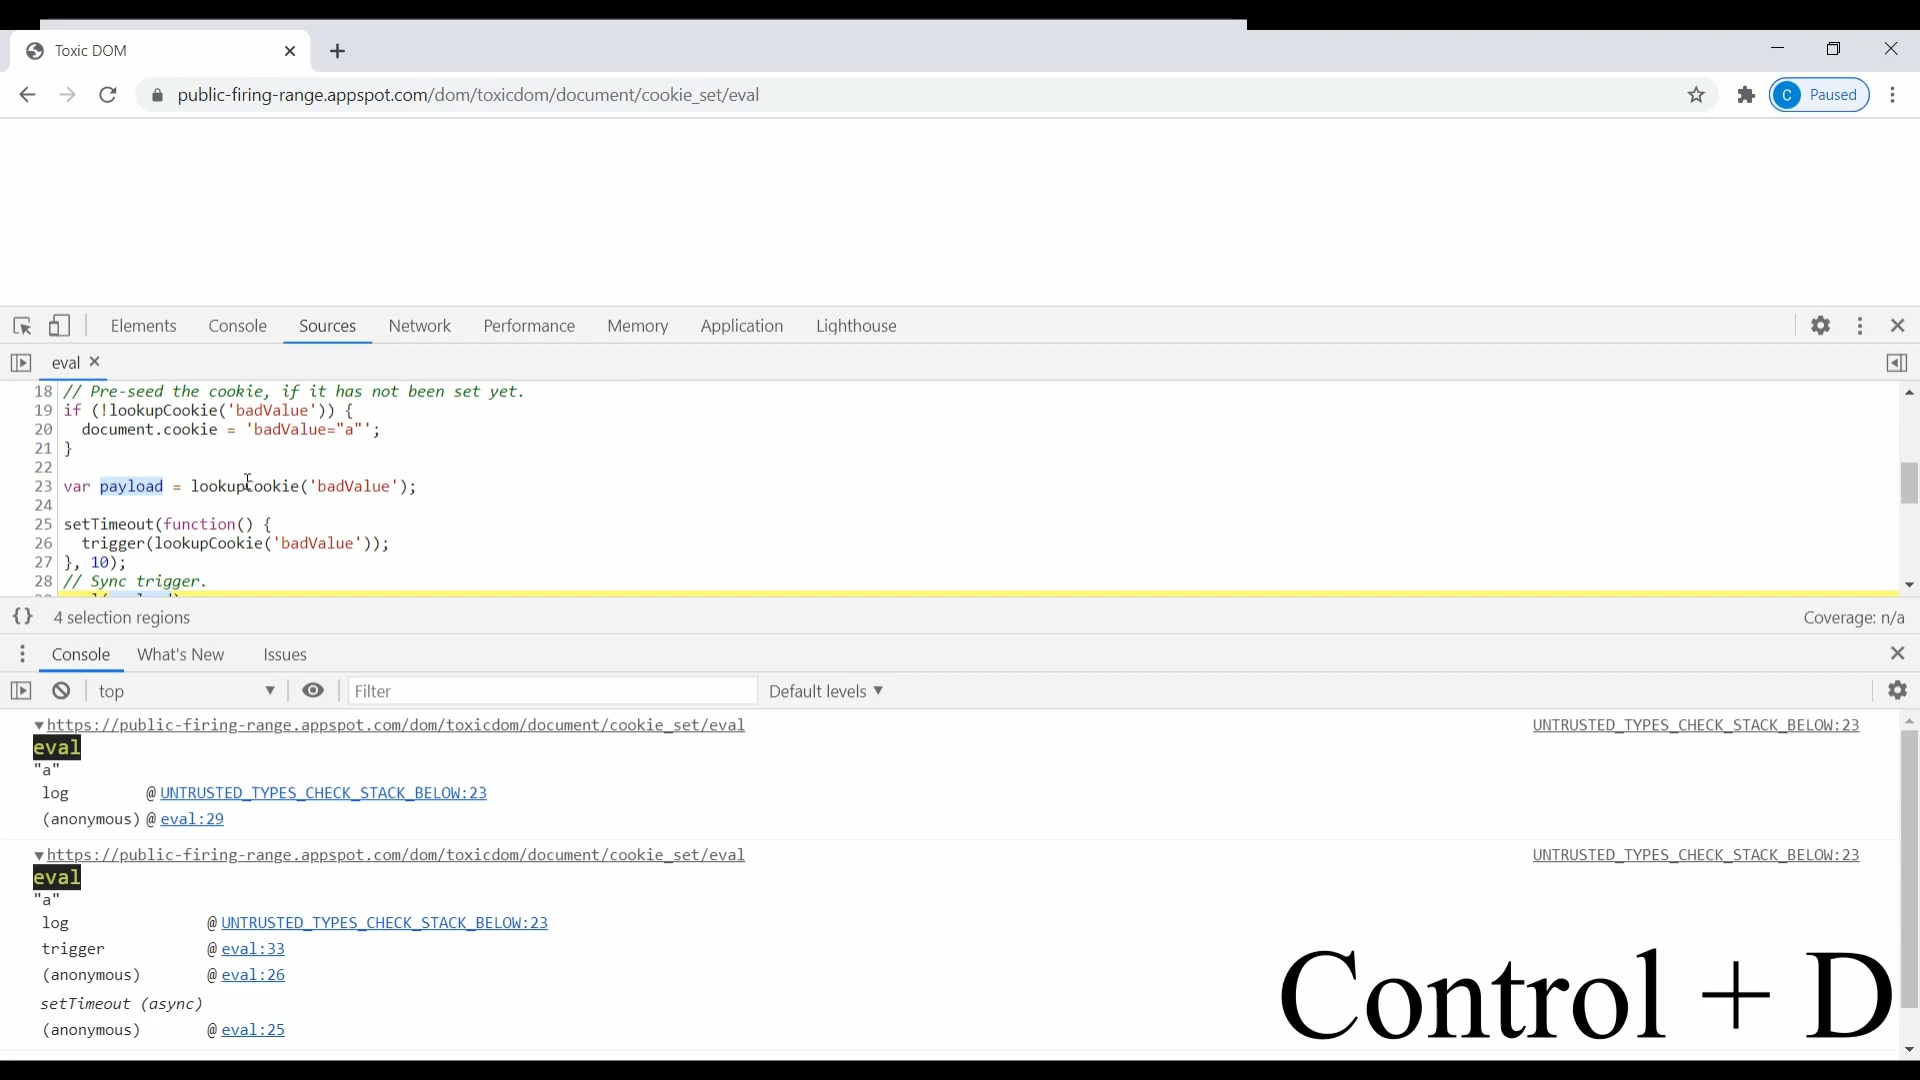 Toxic DOM
public-firing-range.appspot.com/dom/toxicdom/document/cookie_set/eval
C Paused
Elements Console Sources Network Performance Memory Application Lighthouse
eval
18 // Pre-seed the cookie, if it has not been set yet.
19 if (!lookupCookie('badValue')) {
20 document.cookie = 'badValue="a"';
21 }
22
23 var payload = lookupCookie('badValue');
24
25 setTimeout(function() {
26 trigger(lookupCookie('badValue'));
27 }, 10);
28 // Sync trigger.
{} 4 selection regions Coverage: n/a
Console What's New Issues
top Filter Default levels
https://public-firing-range.appspot.com/dom/toxicdom/document/cookie_set/eval UNTRUSTED_TYPES_CHECK_STACK_BELOW:23
eval
"a"
log @ UNTRUSTED_TYPES_CHECK_STACK_BELOW:23
(anonymous) @ eval:29
https://public-firing-range.appspot.com/dom/toxicdom/document/cookie_set/eval UNTRUSTED_TYPES_CHECK_STACK_BELOW:23
eval
"a"
log @ UNTRUSTED_TYPES_CHECK_STACK_BELOW:23
trigger @ eval:33
(anonymous) @ eval:26
setTimeout (async)
(anonymous) @ eval:25
Control + D